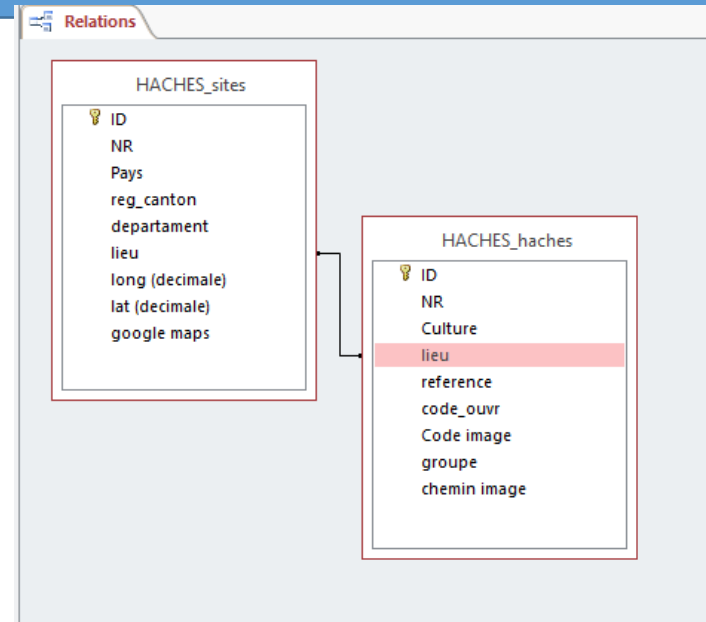 Relations
HACHES_sites
ID
NR
Pays
reg_canton
departament
lieu
long (decimale)
lat (decimale)
google maps
HACHES_haches
ID
NR
Culture
lieu
reference
code_ouvr
Code image
groupe
chemin image